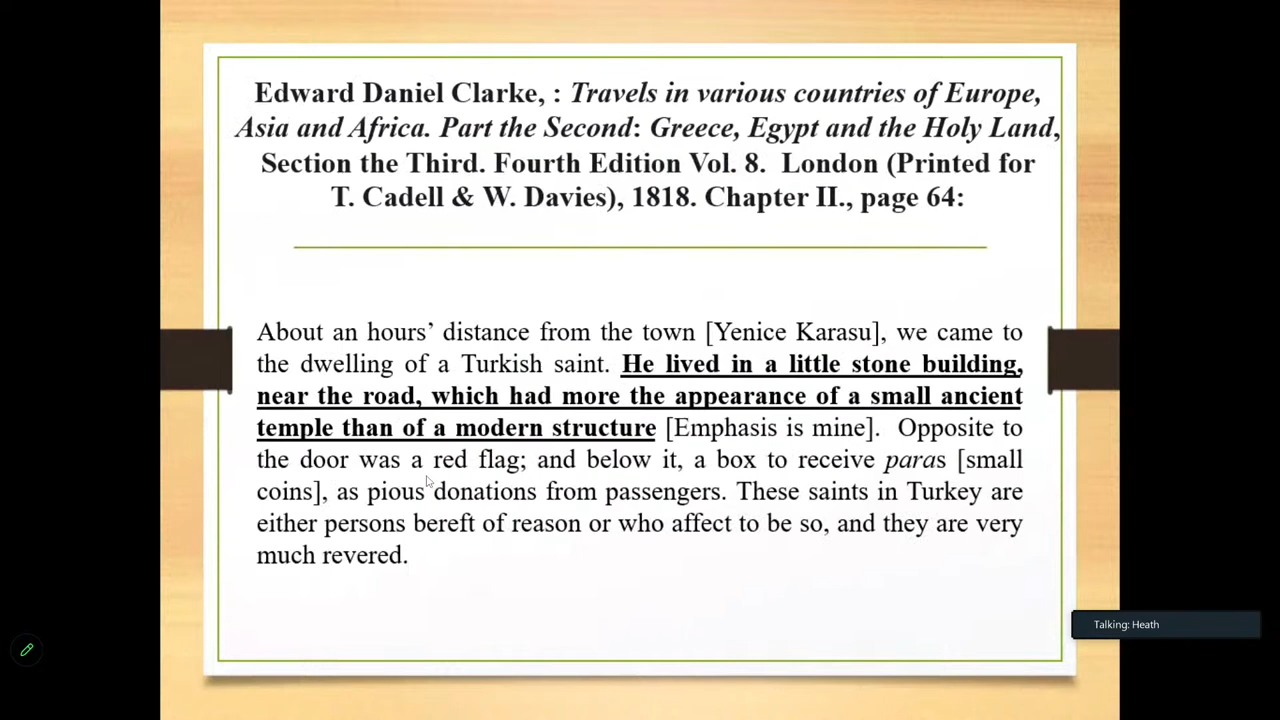 Edward Daniel Clarke, : Travels in various countries of Europe,
Asia and Africa. Part the Second: Greece, Egypt and the Holy Land,
Section the Third. Fourth Edition Vol. 8. London (Printed for
T. Cadell & W. Davies), 1818. Chapter II., page 64:
About an hours’ distance from the town [Yenice Karasu], we came to
the dwelling of a Turkish saint. He lived in a little stone building,
near the road, which had more the appearance of a small ancient
temple than of a modern structure [Emphasis is mine]. Opposite to
the door was a red flag; and below it, a box to receive paras [small
coins], as pious donations from passengers. These saints in Turkey are
either persons bereft of reason or who affect to be so, and they are very
much revered.
Talking: Heath